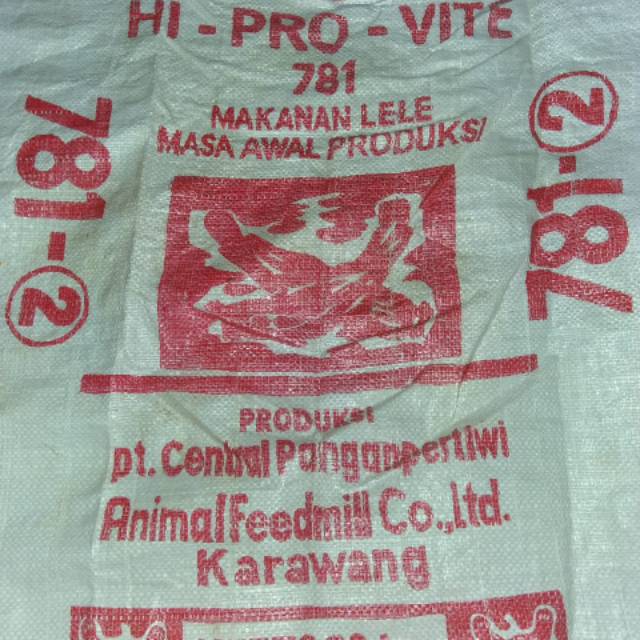 HI - PRO - VITE
781
MAKANAN LELE
MASA AWAL PRODUKSI
781-2
781-2
PRODUKSI
pt. Central Panganpertiwi
Animal Feedmill Co.,Ltd.
Karawang